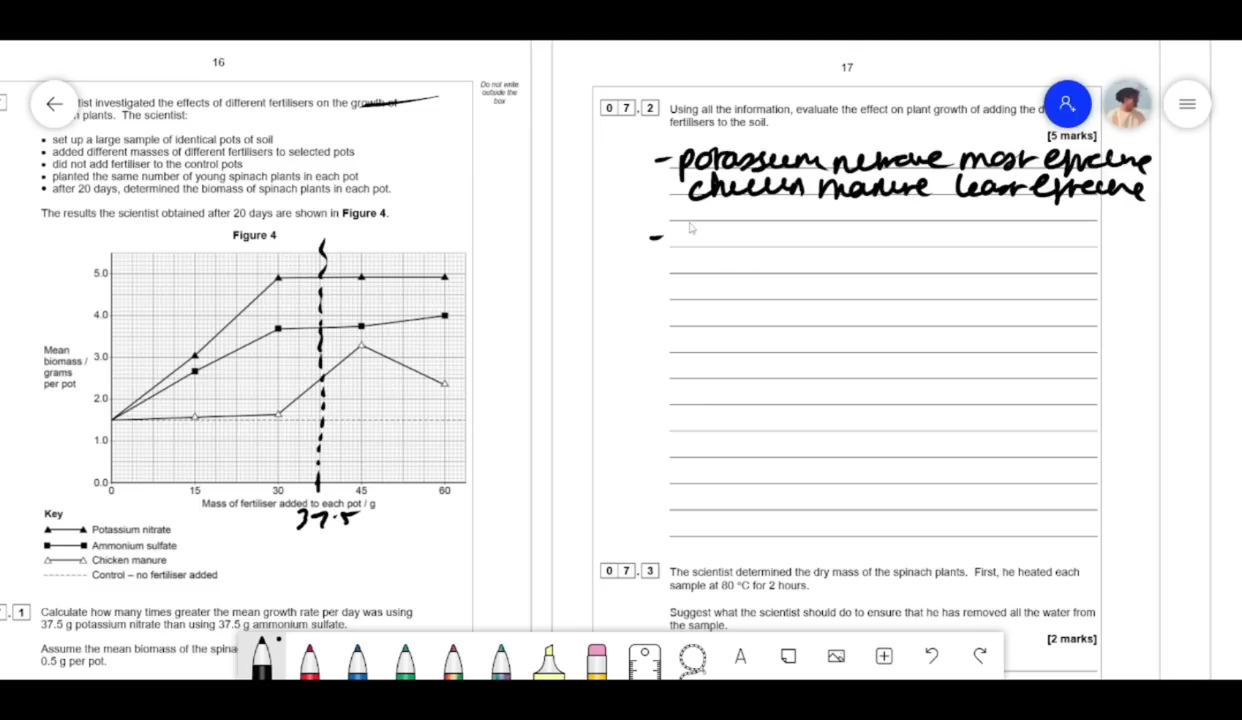 16
Do not write
outside the
box
tist investigated the effects of different fertilisers on the growth of
plants. The scientist:
• set up a large sample of identical pots of soil
• added different masses of different fertilisers to selected pots
• did not add fertiliser to the control pots
• planted the same number of young spinach plants in each pot
• after 20 days, determined the biomass of spinach plants in each pot.
The results the scientist obtained after 20 days are shown in Figure 4.
Figure 4
5.0
4.0
3.0
2.0
1.0
0.0
Mean
biomass /
grams
per pot
0 15 30 45 60
Mass of fertiliser added to each pot / g
37.5
Key
Potassium nitrate
Ammonium sulfate
Chicken manure
Control – no fertiliser added
.1 Calculate how many times greater the mean growth rate per day was using
37.5 g potassium nitrate than using 37.5 g ammonium sulfate.
Assume the mean biomass of the spina
0.5 g per pot.
17
07.2 Using all the information, evaluate the effect on plant growth of adding the d
fertilisers to the soil.
[5 marks]
- potassium nitrate most effective
chicken manure least effective
-
07.3 The scientist determined the dry mass of the spinach plants. First, he heated each
sample at 80 °C for 2 hours.
Suggest what the scientist should do to ensure that he has removed all the water from
the sample.
[2 marks]
A